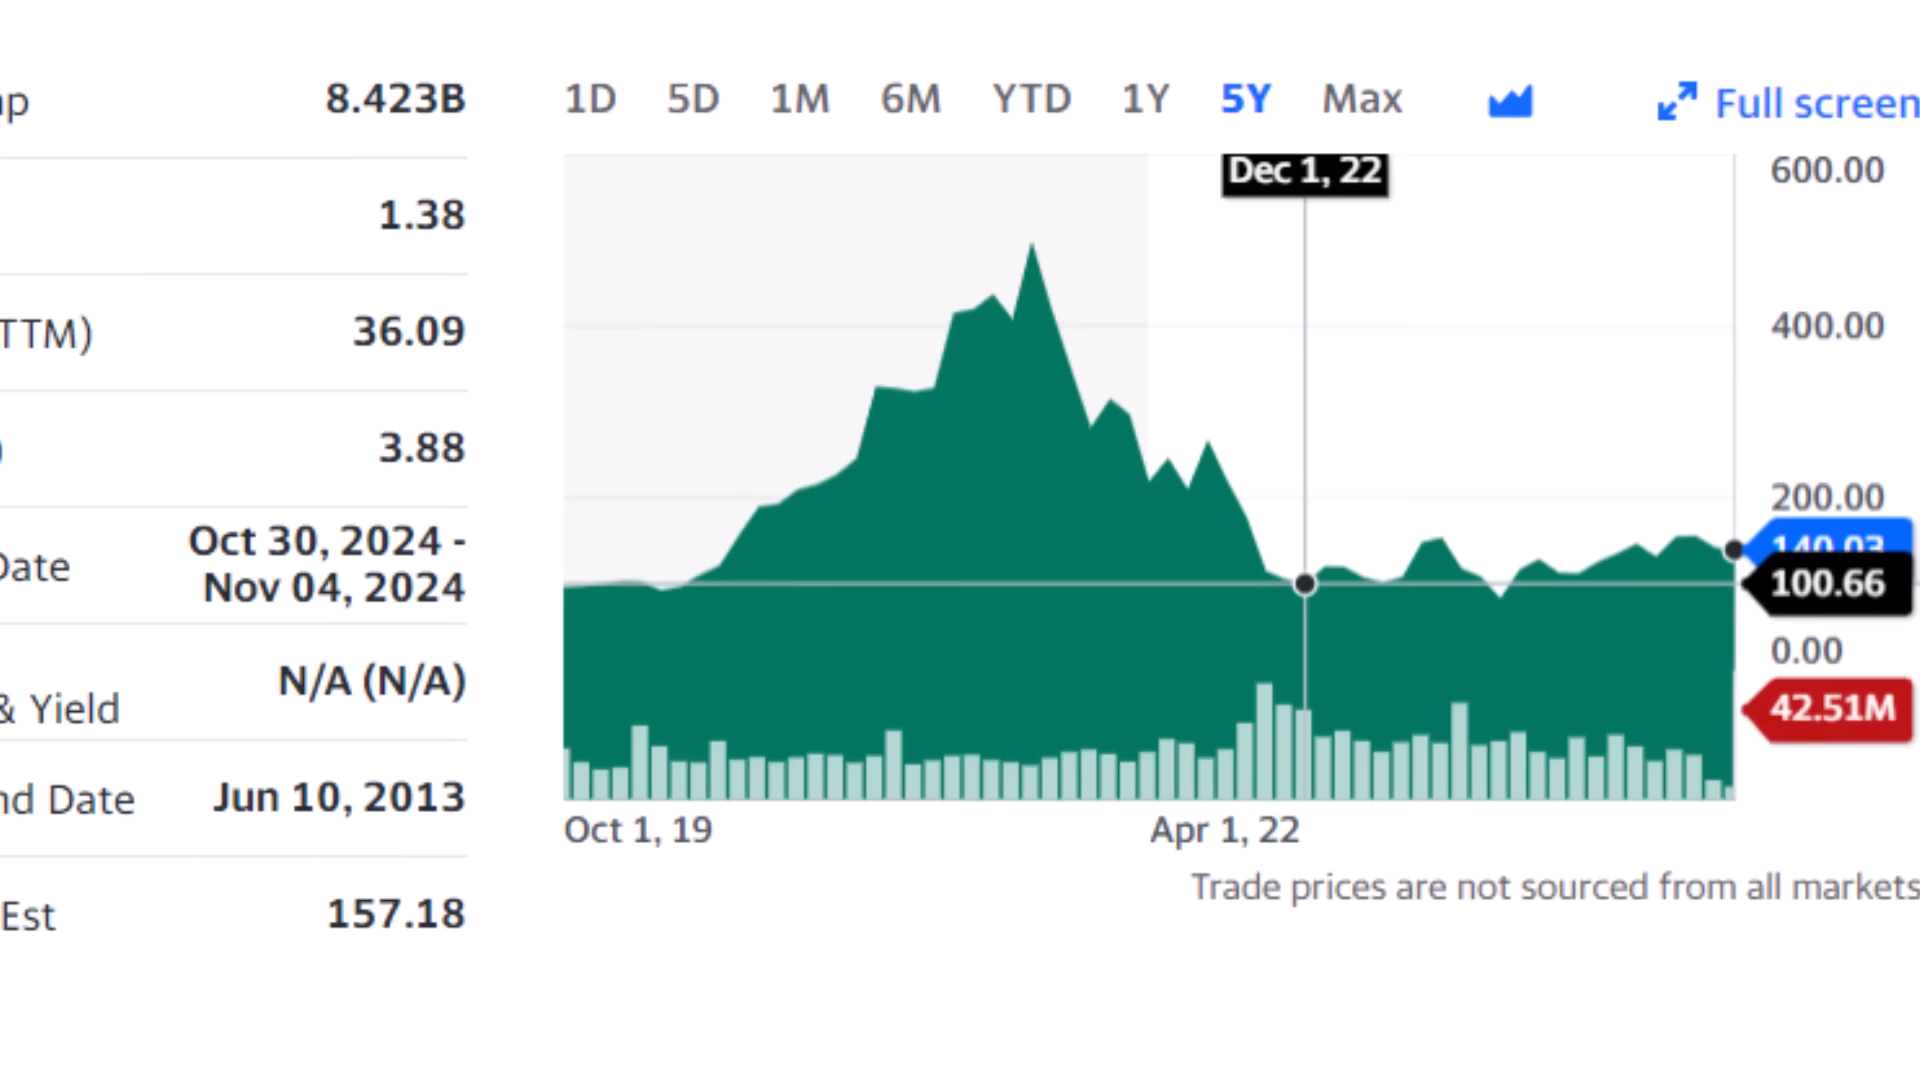 1D 5D 1M 6M YTD 1Y 5Y Max Full screen
p 8.423B
1.38
TTM) 36.09
) 3.88
Date Oct 30, 2024 -
Nov 04, 2024
& Yield N/A (N/A)
nd Date Jun 10, 2013
Est 157.18
Dec 1, 22
600.00
400.00
200.00
140.03
100.66
0.00
42.51M
Oct 1, 19 Apr 1, 22
Trade prices are not sourced from all markets